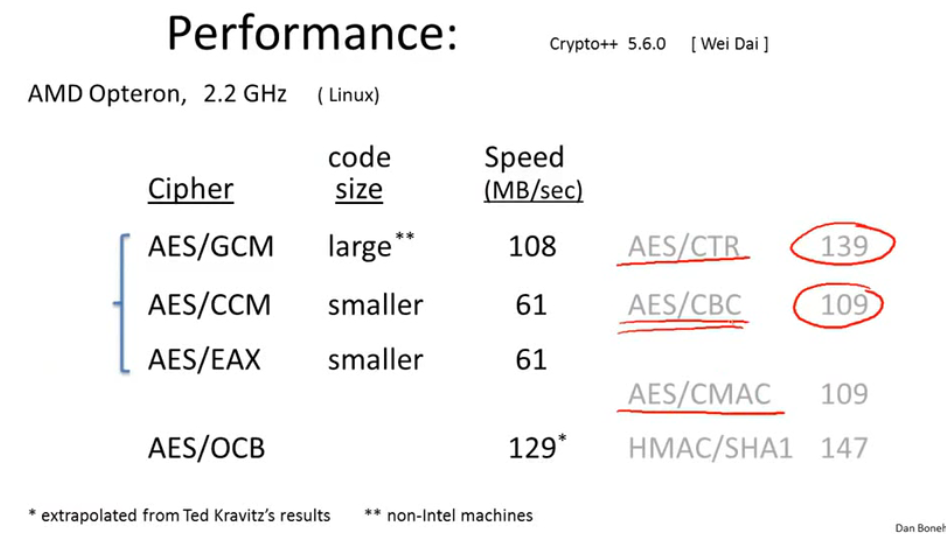 Performance:
Crypto++ 5.6.0 [ Wei Dai ]
AMD Opteron, 2.2 GHz ( Linux)
Cipher code size Speed (MB/sec)
AES/GCM large** 108 AES/CTR 139
AES/CCM smaller 61 AES/CBC 109
AES/EAX smaller 61
AES/CMAC 109
AES/OCB 129* HMAC/SHA1 147
* extrapolated from Ted Kravitz's results ** non-Intel machines
Dan Boneh